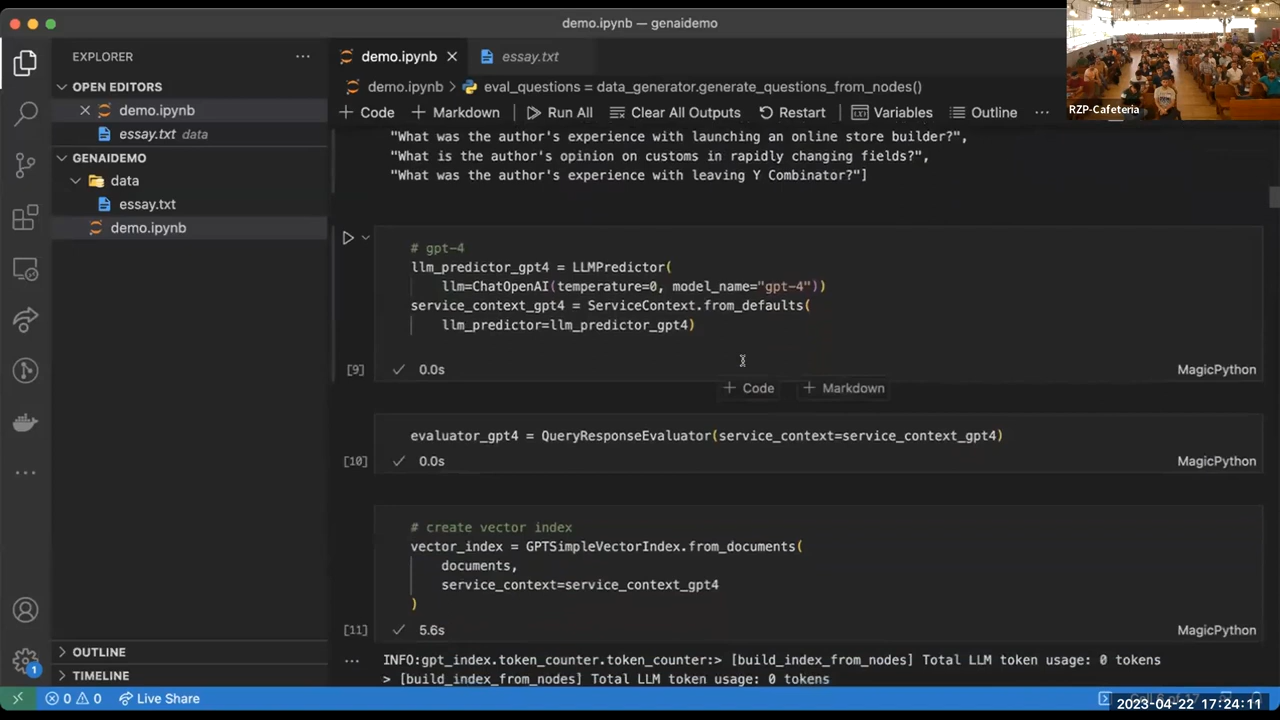 demo.ipynb — genaidemo
EXPLORER
OPEN EDITORS
demo.ipynb
essay.txt data
GENAIDEMO
data
essay.txt
demo.ipynb
OUTLINE
TIMELINE
demo.ipynb
essay.txt
demo.ipynb > eval_questions = data_generator.generate_questions_from_nodes()
+ Code + Markdown Run All Clear All Outputs Restart Variables Outline ...
"What was the author's experience with launching an online store builder?",
"What is the author's opinion on customs in rapidly changing fields?",
"What was the author's experience with leaving Y Combinator?"]
# gpt-4
llm_predictor_gpt4 = LLMPredictor(
llm=ChatOpenAI(temperature=0, model_name="gpt-4"))
service_context_gpt4 = ServiceContext.from_defaults(
llm_predictor=llm_predictor_gpt4)
[9] 0.0s MagicPython
+ Code + Markdown
evaluator_gpt4 = QueryResponseEvaluator(service_context=service_context_gpt4)
[10] 0.0s MagicPython
# create vector index
vector_index = GPTSimpleVectorIndex.from_documents(
documents,
service_context=service_context_gpt4
)
[11] 5.6s MagicPython
INFO:gpt_index.token_counter.token_counter:> [build_index_from_nodes] Total LLM token usage: 0 tokens
> [build_index_from_nodes] Total LLM token usage: 0 tokens
RZP-Cafeteria
1
0 0 Live Share
2023-04-22 17:24:11